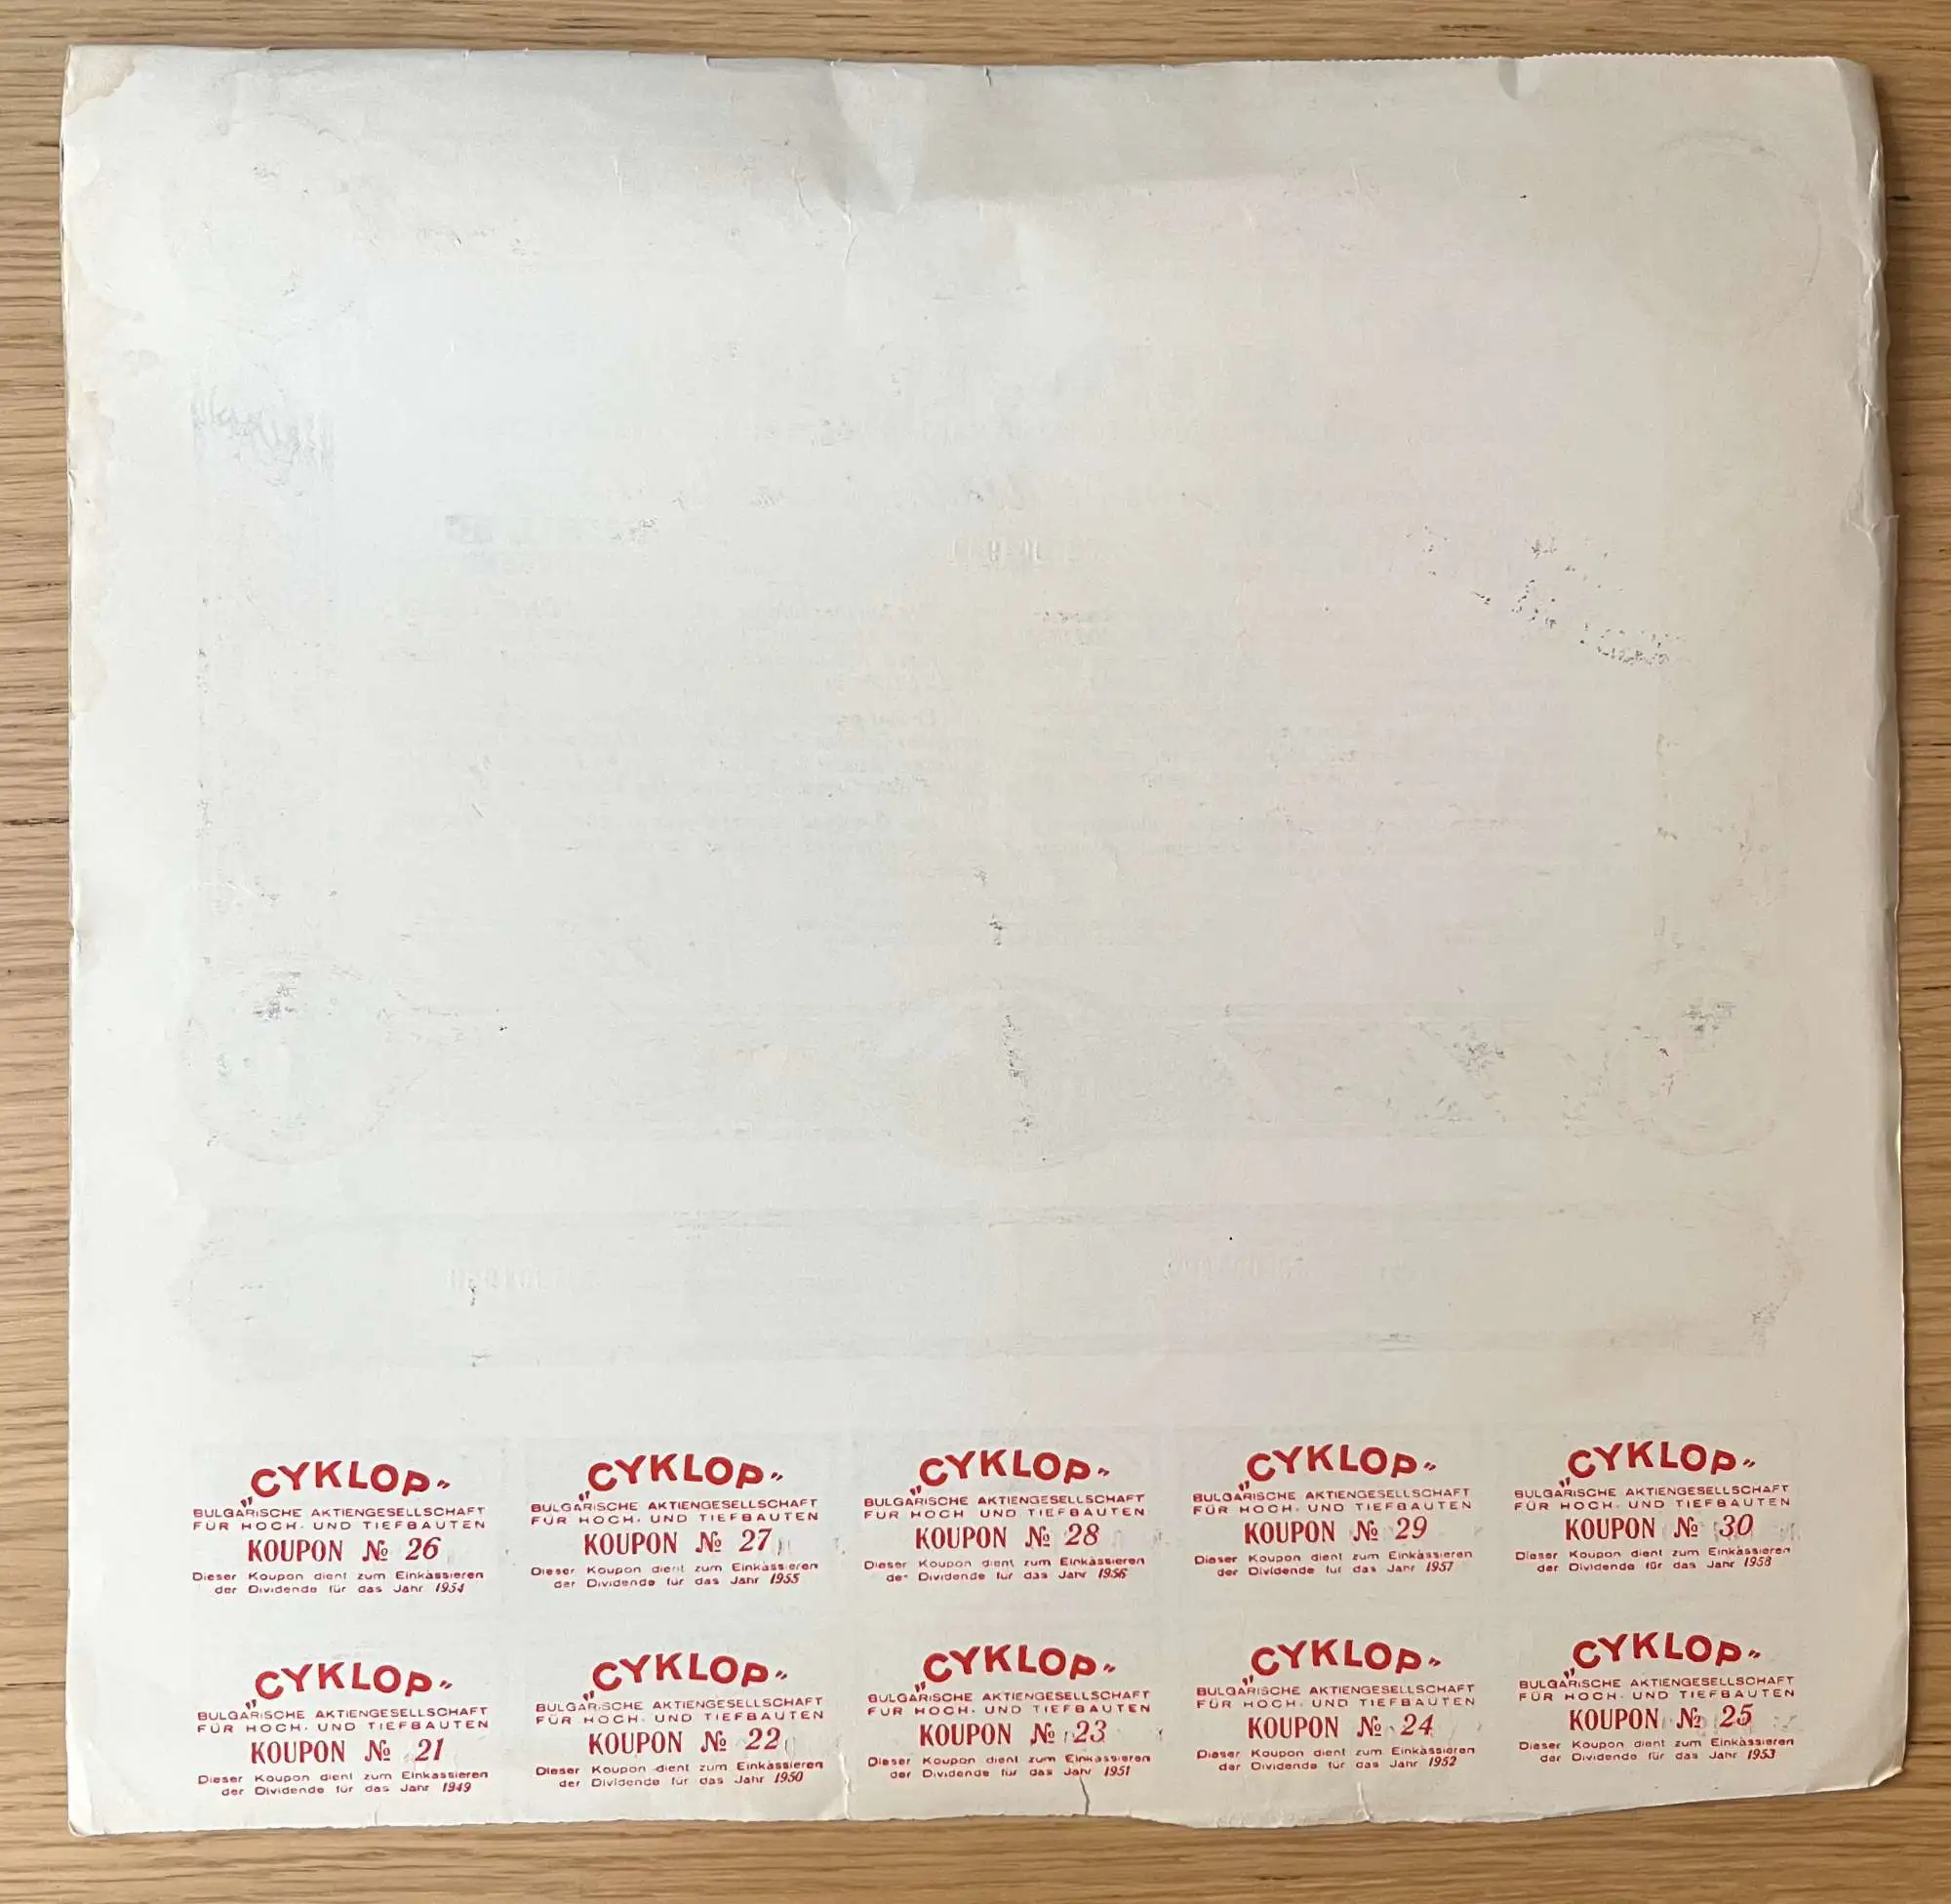 „CYKLOP"
BULGARISCHE AKTIENGESELLSCHAFT
FÜR HOCH- UND TIEFBAUTEN
KOUPON № 26
Dieser Koupon dient zum Einkassieren
der Dividende für das Jahr 1954
„CYKLOP"
BULGARISCHE AKTIENGESELLSCHAFT
FÜR HOCH- UND TIEFBAUTEN
KOUPON № 27
Dieser Koupon dient zum Einkassieren
der Dividende für das Jahr 1955
„CYKLOP"
BULGARISCHE AKTIENGESELLSCHAFT
FÜR HOCH UND TIEFBAUTEN
KOUPON № 28
Dieser Koupon dient zum Einkassieren
der Dividende für das Jahr 1956
„CYKLOP"
BULGARISCHE AKTIENGESELLSCHAFT
FÜR HOCH- UND TIEFBAUTEN
KOUPON № 29
Dieser Koupon dient zum Einkassieren
der Dividende für das Jahr 1957
„CYKLOP"
BULGARISCHE AKTIENGESELLSCHAFT
FÜR HOCH- UND TIEFBAUTEN
KOUPON № 30
Dieser Koupon dient zum Einkassieren
der Dividende für das Jahr 1958
„CYKLOP"
BULGARISCHE AKTIENGESELLSCHAFT
FÜR HOCH- UND TIEFBAUTEN
KOUPON № 21
Dieser Koupon dient zum Einkassieren
der Dividende für das Jahr 1949
„CYKLOP"
BULGARISCHE AKTIENGESELLSCHAFT
FÜR HOCH- UND TIEFBAUTEN
KOUPON № 22
Dieser Koupon dient zum Einkassieren
der Dividende für das Jahr 1950
„CYKLOP"
BULGARISCHE AKTIENGESELLSCHAFT
FÜR HOCH- UND TIEFBAUTEN
KOUPON № 23
Dieser Koupon dient zum Einkassieren
der Dividende für das Jahr 1951
„CYKLOP"
BULGARISCHE AKTIENGESELLSCHAFT
FÜR HOCH- UND TIEFBAUTEN
KOUPON № 24
Dieser Koupon dient zum Einkassieren
der Dividende für das Jahr 1952
„CYKLOP"
BULGARISCHE AKTIENGESELLSCHAFT
FÜR HOCH- UND TIEFBAUTEN
KOUPON № 25
Dieser Koupon dient zum Einkassieren
der Dividende für das Jahr 1953